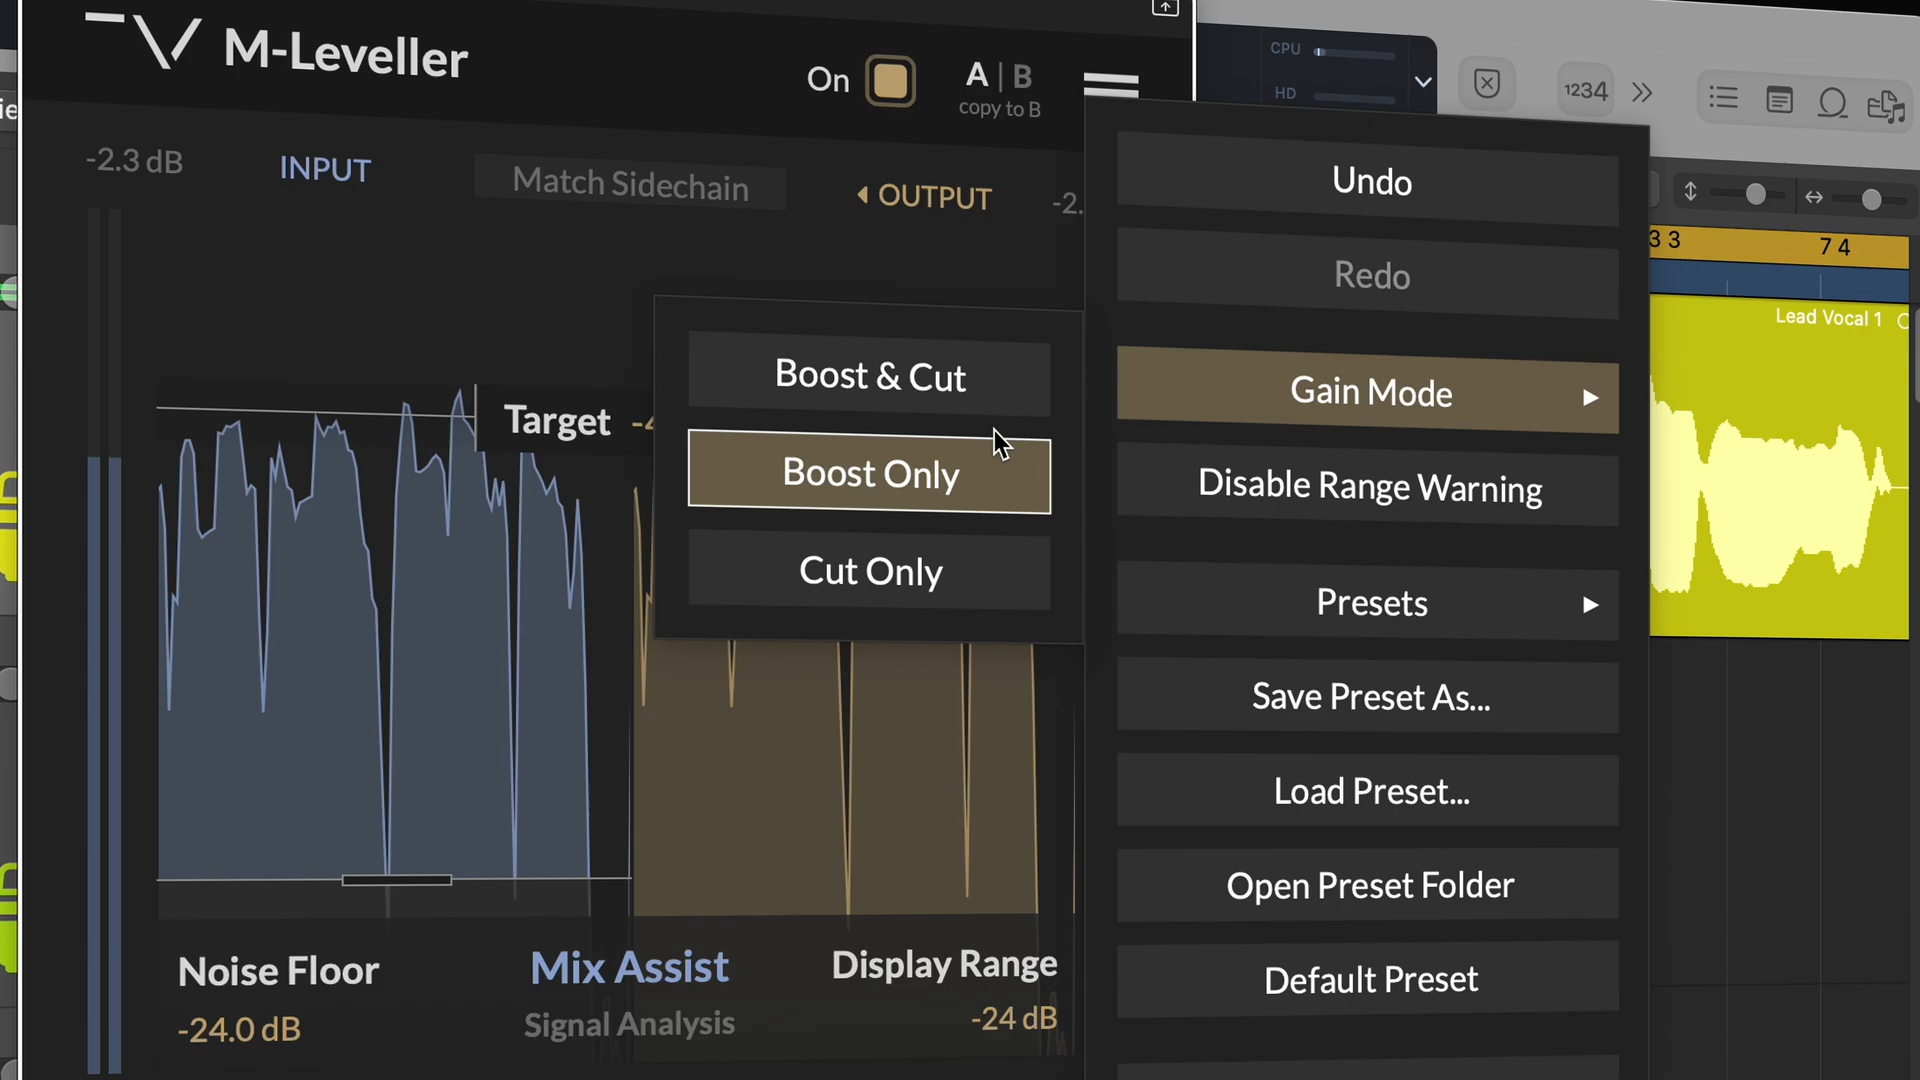 M-Leveller
On
A | B
copy to B
CPU
HD
1234
-2.3 dB
INPUT
Match Sidechain
OUTPUT
-2.
Undo
Redo
Gain Mode
Disable Range Warning
Presets
Save Preset As...
Load Preset...
Open Preset Folder
Default Preset
Boost & Cut
Boost Only
Cut Only
Target
3 3
7 4
Lead Vocal 1
Noise Floor
-24.0 dB
Mix Assist
Signal Analysis
Display Range
-24 dB